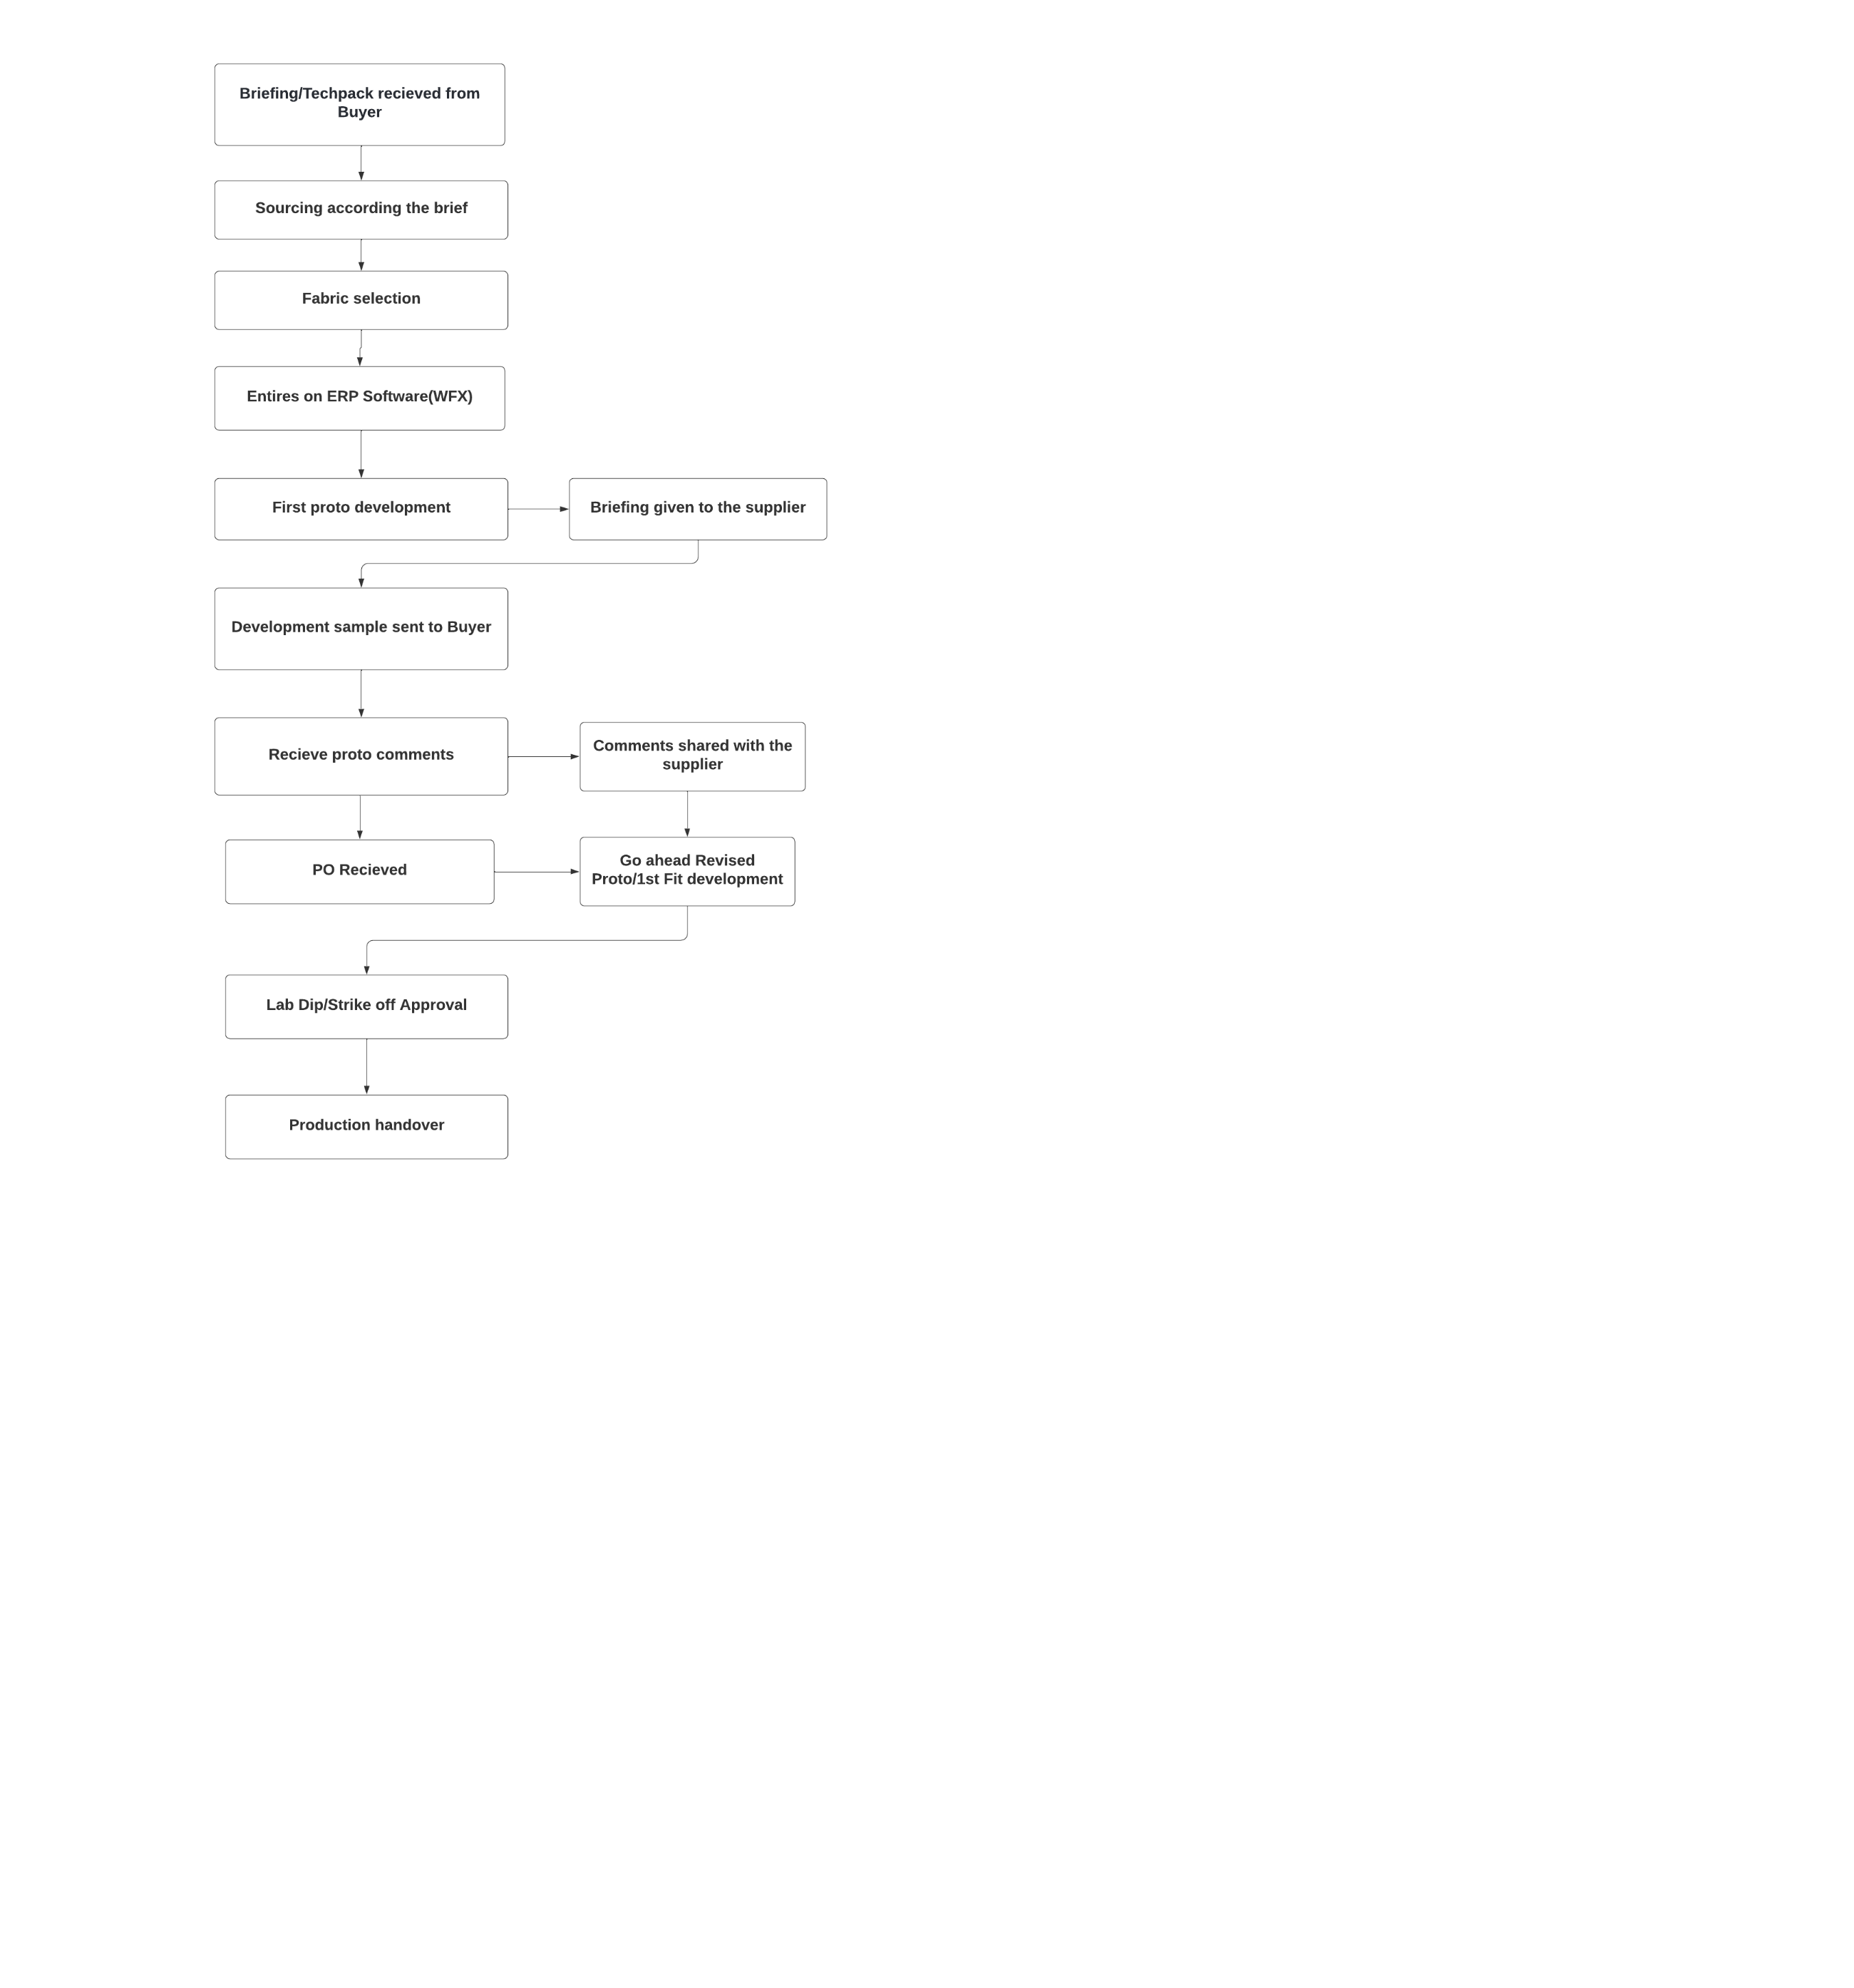 Briefing/Techpack recieved from
Buyer
Sourcing according the brief
Fabric selection
Entires on ERP Software(WFX)
First proto development
Briefing given to the supplier
Development sample sent to Buyer
Recieve proto comments
Comments shared with the
supplier
PO Recieved
Go ahead Revised
Proto/1st Fit development
Lab Dip/Strike off Approval
Production handover